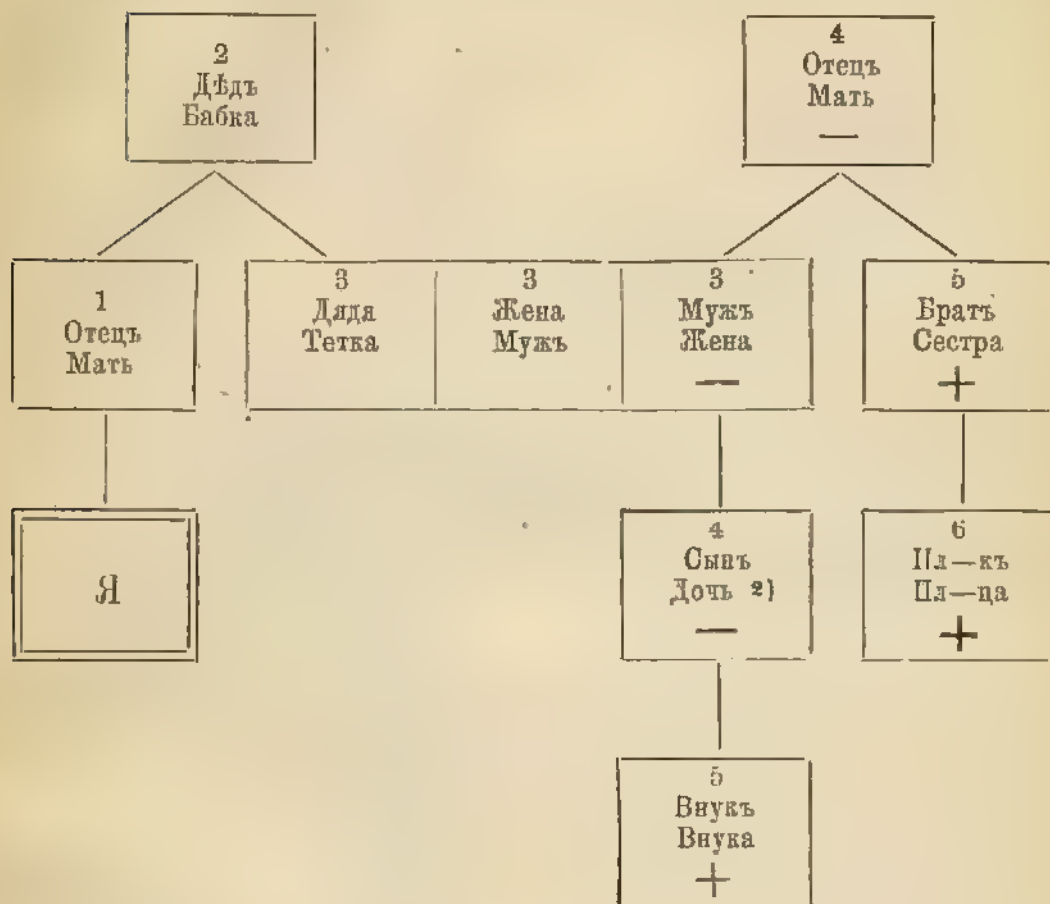 2
Дѣдъ
Бабка
4
Отецъ
Мать
—
1
Отецъ
Мать
3
Дядя
Тетка
3
Жена
Мужъ
3
Мужъ
Жена
—
5
Братъ
Сестра
+
Я
4
Сынъ
Дочь 2)
—
6
Пл—къ
Пл—ца
+
5
Внукъ
Внука
+